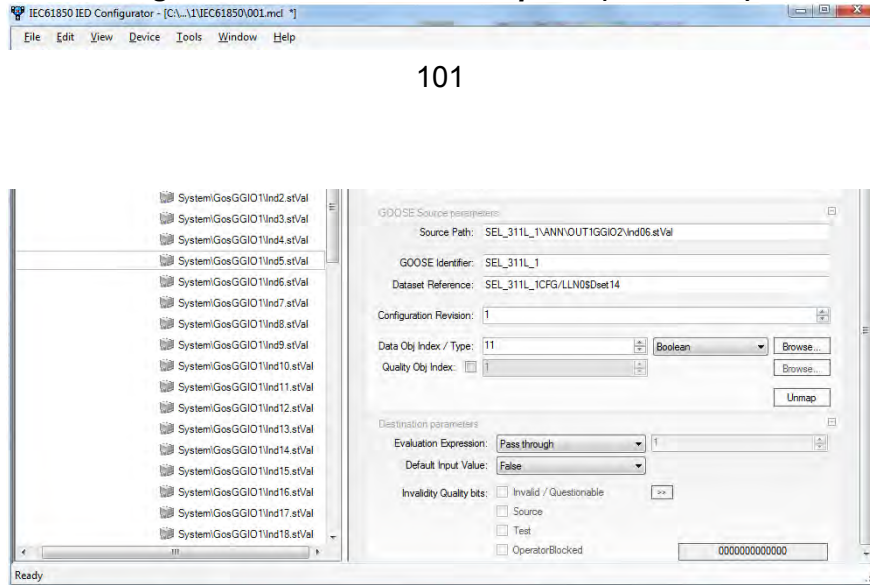 IEC61850 IED Configurator - [C:\...\1\IEC61850\001.mcl *]
File Edit View Device Tools Window Help
101
System\GosGGIO1\Ind2.stVal
System\GosGGIO1\Ind3.stVal
System\GosGGIO1\Ind4.stVal
System\GosGGIO1\Ind5.stVal
System\GosGGIO1\Ind6.stVal
System\GosGGIO1\Ind7.stVal
System\GosGGIO1\Ind8.stVal
System\GosGGIO1\Ind9.stVal
System\GosGGIO1\Ind10.stVal
System\GosGGIO1\Ind11.stVal
System\GosGGIO1\Ind12.stVal
System\GosGGIO1\Ind13.stVal
System\GosGGIO1\Ind14.stVal
System\GosGGIO1\Ind15.stVal
System\GosGGIO1\Ind16.stVal
System\GosGGIO1\Ind17.stVal
System\GosGGIO1\Ind18.stVal
GOOSE Source parameters
Source Path: SEL_311L_1\ANN\OUT1GGIO2\Ind06.stVal
GOOSE Identifier: SEL_311L_1
Dataset Reference: SEL_311L_1CFG/LLN0$Dset14
Configuration Revision: 1
Data Obj Index / Type: 11 Boolean Browse...
Quality Obj Index: 1 Browse...
Unmap
Destination parameters
Evaluation Expression: Pass through 1
Default Input Value: False
Invalidity Quality bits: Invalid / Questionable >>
Source
Test
OperatorBlocked 0000000000000
Ready